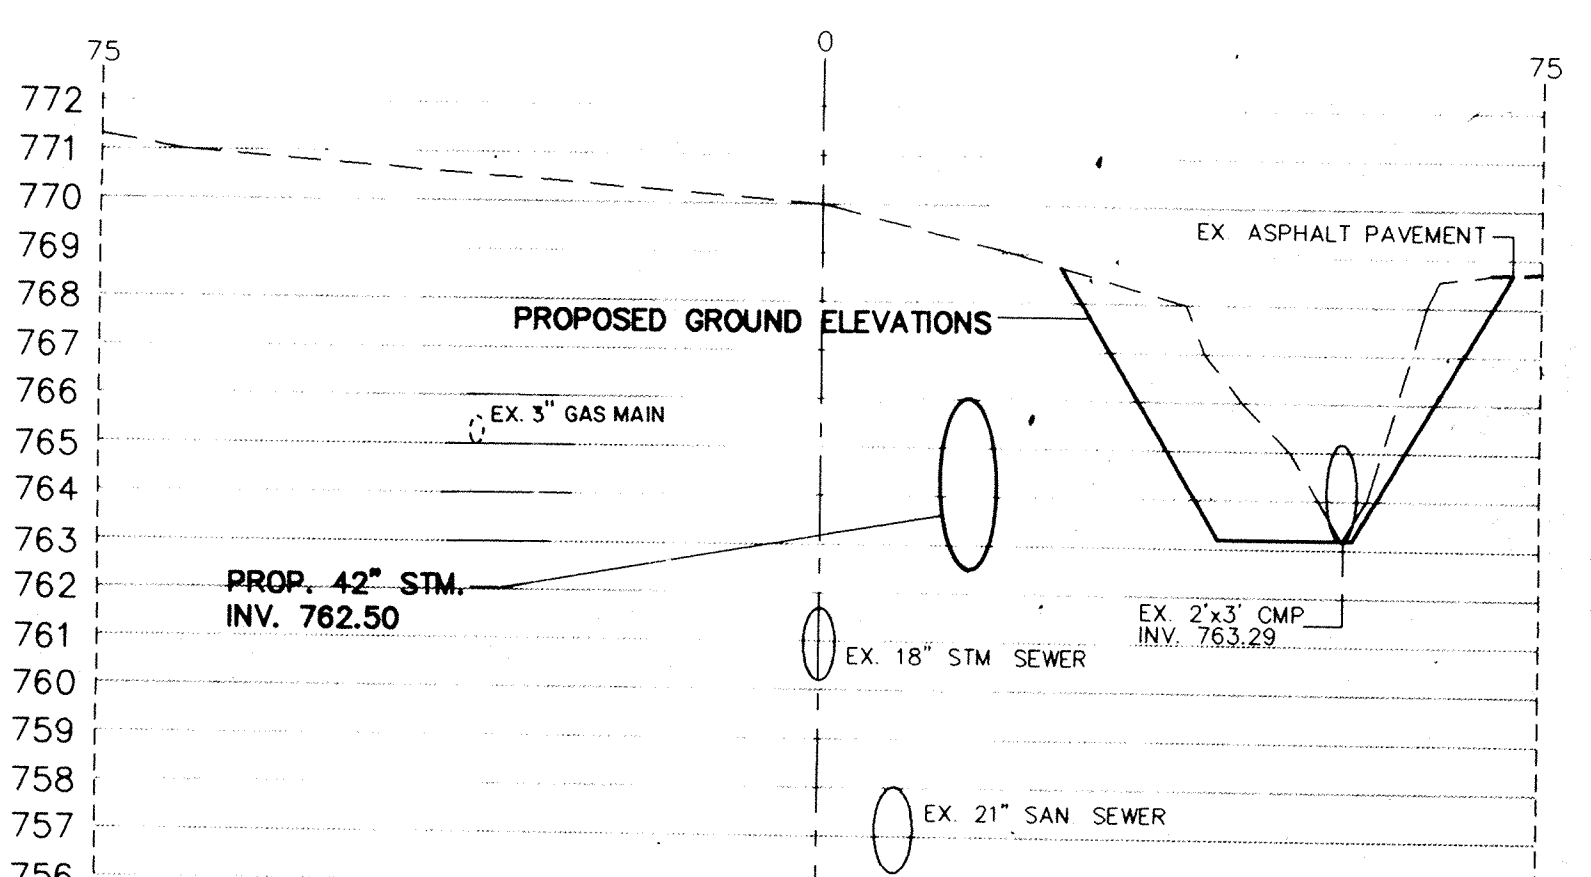 75
0
75
772
771
770
769
EX. ASPHALT PAVEMENT
768
PROPOSED GROUND ELEVATIONS
767
766
EX. 3" GAS MAIN
765
764
763
PROP. 42" STM.
INV. 762.50
762
761
EX. 2'x3' CMP
INV. 763.29
EX. 18" STM SEWER
760
759
758
757
EX. 21" SAN. SEWER
756